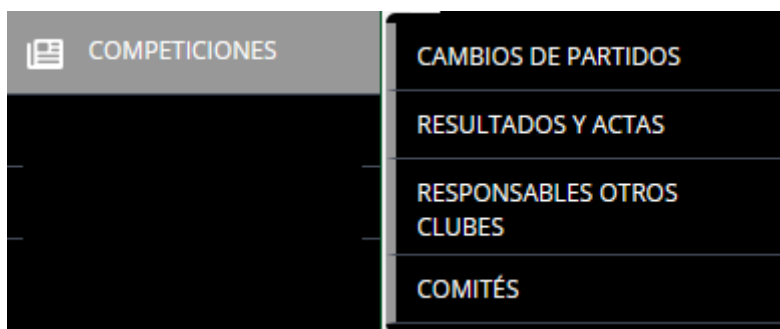 COMPETICIONES
CAMBIOS DE PARTIDOS
RESULTADOS Y ACTAS
RESPONSABLES OTROS
CLUBES
COMITÉS